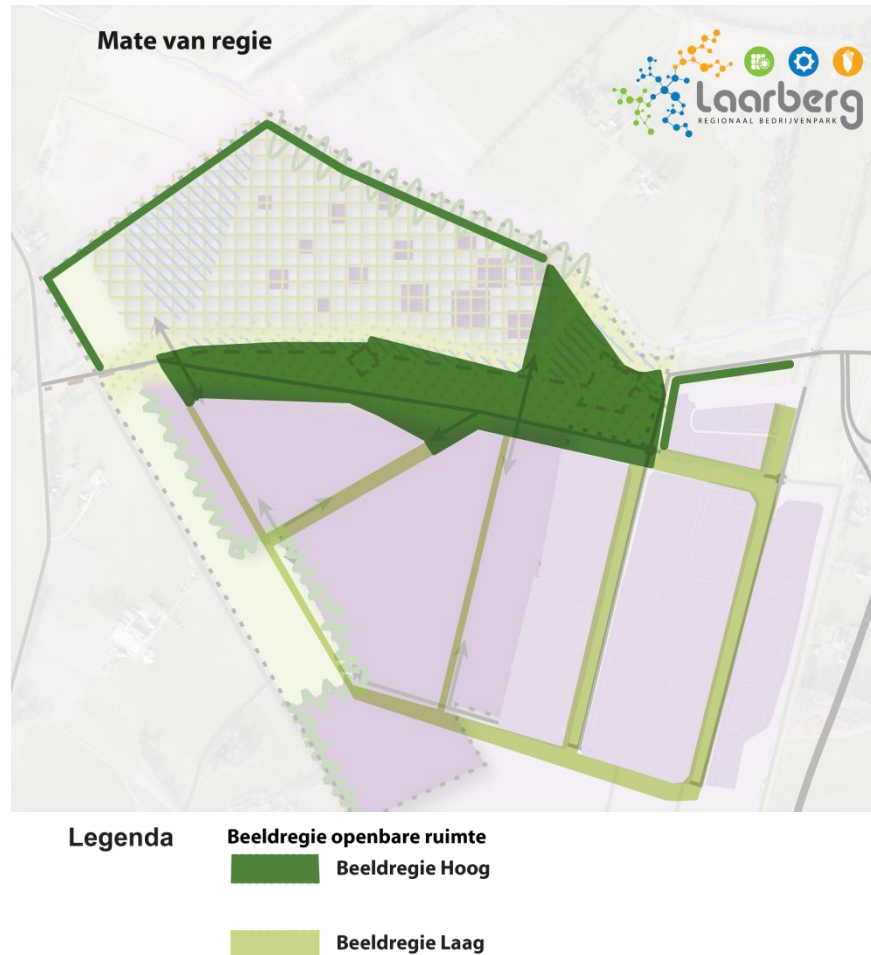 Mate van regie
Laarberg
REGIONAAL BEDRIJVENPARK
Legenda
Beeldregie openbare ruimte
Beeldregie Hoog
Beeldregie Laag